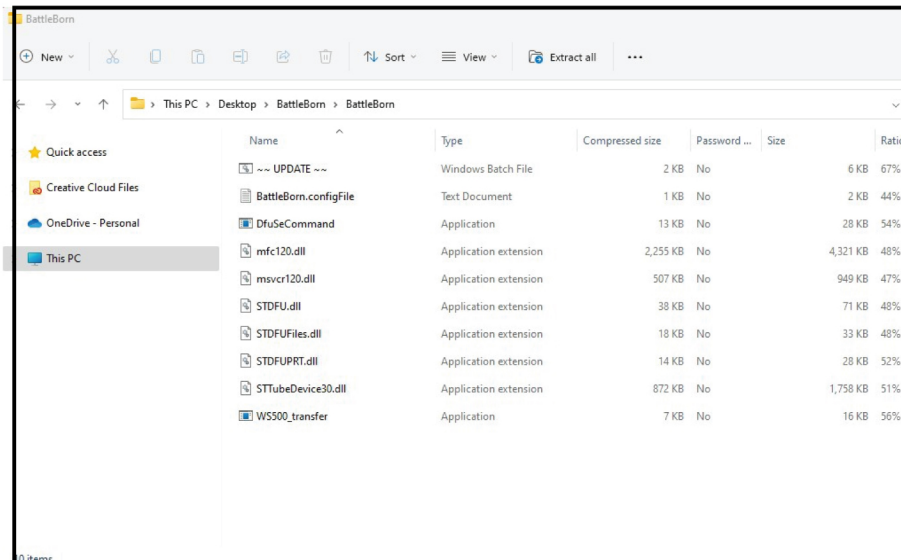 BattleBorn
New Sort View Extract all ...
This PC > Desktop > BattleBorn > BattleBorn
Name Type Compressed size Password ... Size Ratio
Quick access
Creative Cloud Files
OneDrive - Personal
This PC
~~ UPDATE ~~ Windows Batch File 2 KB No 6 KB 67%
BattleBorn.configFile Text Document 1 KB No 2 KB 44%
DfuSeCommand Application 13 KB No 28 KB 54%
mfc120.dll Application extension 2,255 KB No 4,321 KB 48%
msvcr120.dll Application extension 507 KB No 949 KB 47%
STDFU.dll Application extension 38 KB No 71 KB 48%
STDFUFiles.dll Application extension 18 KB No 33 KB 48%
STDFUPRT.dll Application extension 14 KB No 28 KB 52%
STTubeDevice30.dll Application extension 872 KB No 1,758 KB 51%
WS500_transfer Application 7 KB No 16 KB 56%
10 items